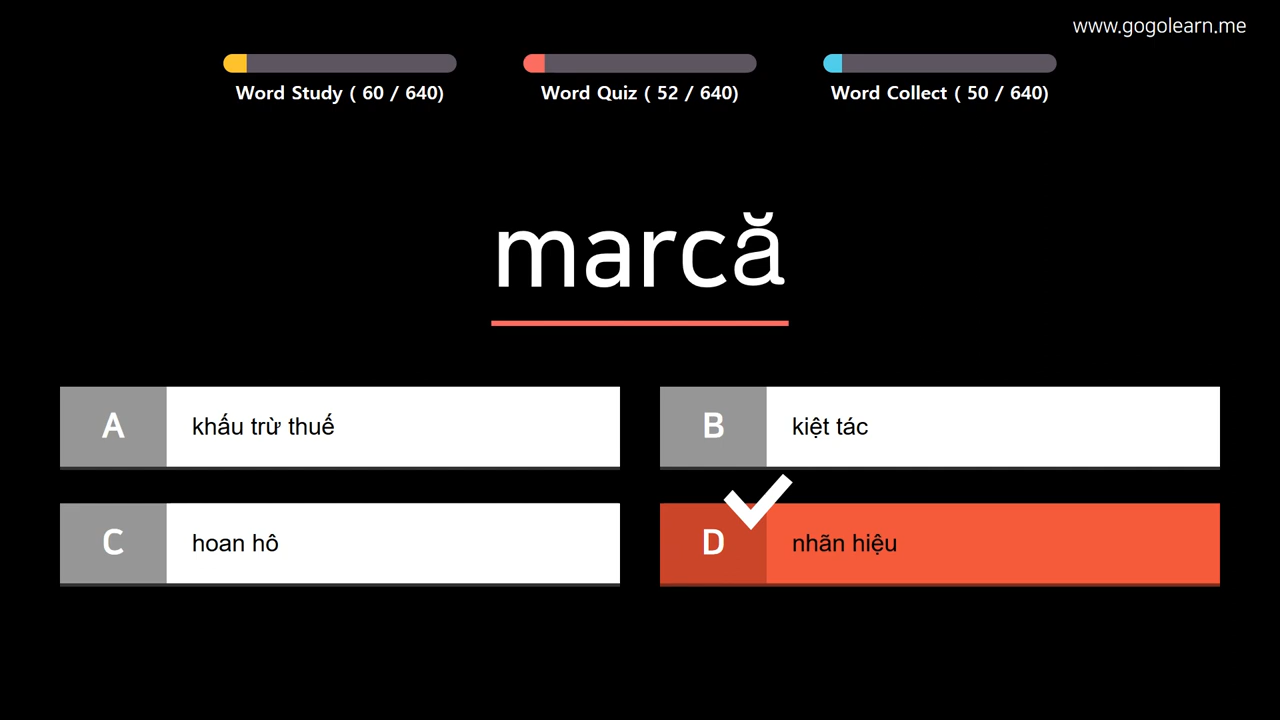 www.gogolearn.me
Word Study ( 60 / 640)
Word Quiz ( 52 / 640)
Word Collect ( 50 / 640)
marcă
A khấu trừ thuế
B kiệt tác
C hoan hô
D nhãn hiệu